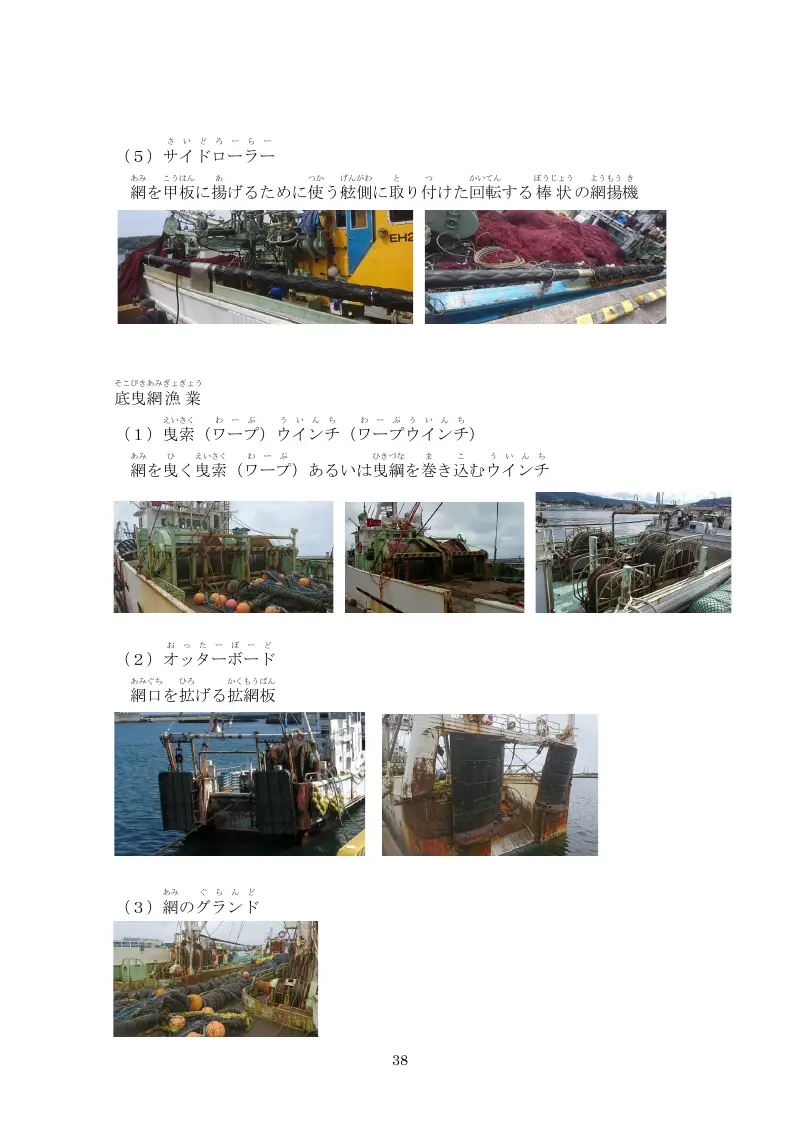 さいどろーらー
（５）サイドローラー
あみ こうはん あ つか げんがわ と つ かいてん ぼうじょう ようもうき
網を甲板に揚げるために使う舷側に取り付けた回転する棒状の網揚機
EH2
そこびきあみぎょぎょう
底曳網漁業
えいさく わーぷ ういんち わーぷういんち
（１）曳索（ワープ）ウインチ（ワープウインチ）
あみ ひ えいさく わーぷ ひきづな ま こ ういんち
網を曳く曳索（ワープ）あるいは曳綱を巻き込むウインチ
おったーぼーど
（２）オッターボード
あみぐち ひろ かくもうばん
網口を拡げる拡網板
あみ ぐらんど
（３）網のグランド
38